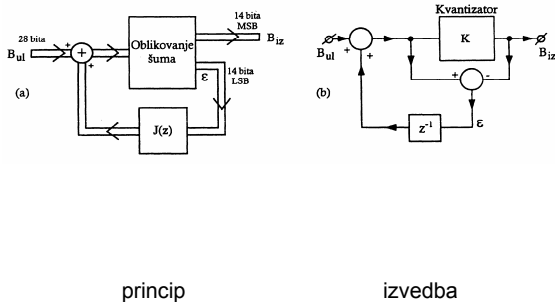 28 bita
B_ul
+
+
+
Oblikovanje
šuma
14 bita
MSB
B_iz
ε
14 bita
LSB
(a)
J(z)
Kvantizator
K
B_ul
+
+
B_iz
+
-
(b)
z⁻¹
ε
princip
izvedba